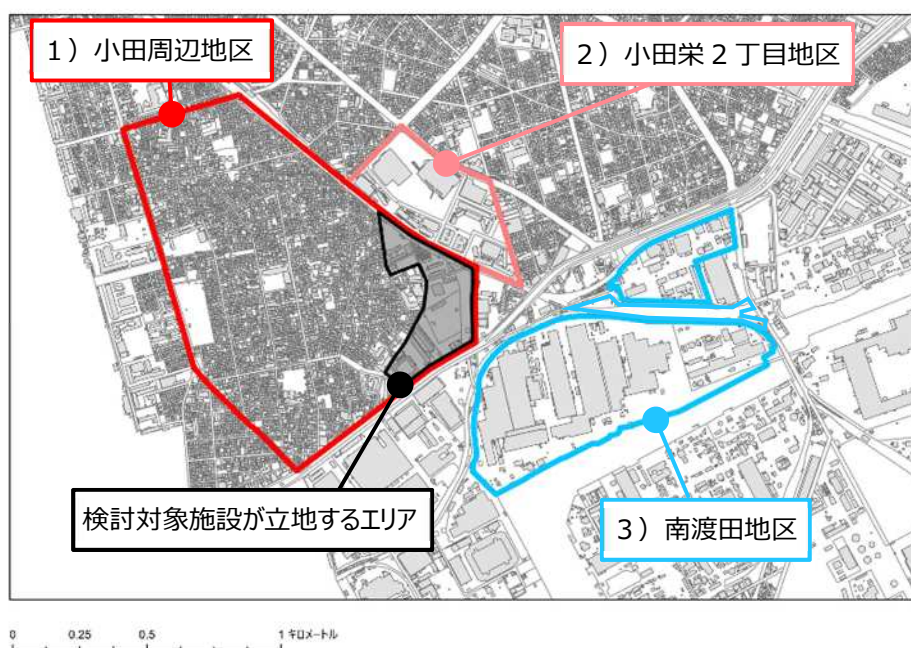 1）小田周辺地区
2）小田栄２丁目地区
検討対象施設が立地するエリア
3）南渡田地区
0 0.25 0.5 1 キロメートル